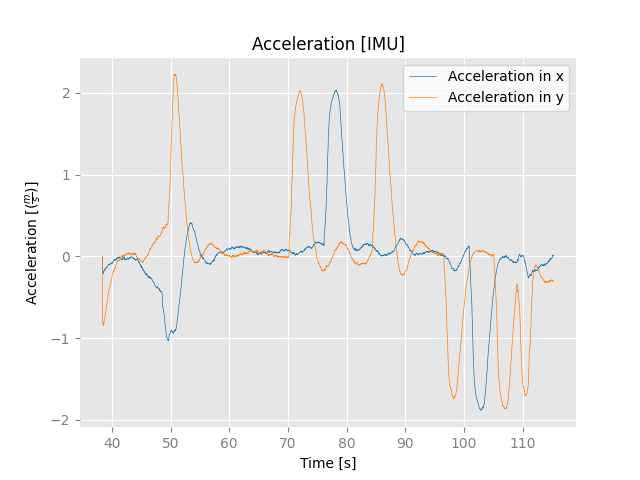 Acceleration [IMU]
Acceleration in x
Acceleration in y
Acceleration [(m/s)]
2
1
0
−1
−2
40 50 60 70 80 90 100 110
Time [s]